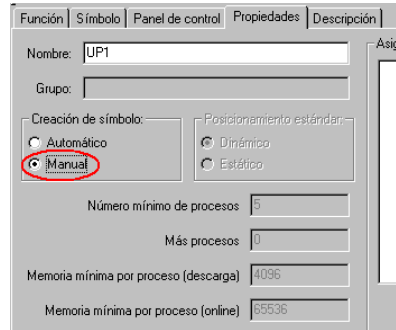 Función Símbolo Panel de control Propiedades Descripción
Nombre: UP1
Grupo:
Creación de símbolo:
Automático
Manual
Posicionamiento estándar:
Dinámico
Estático
Número mínimo de procesos 5
Más procesos 0
Memoria mínima por proceso (descarga) 4096
Memoria mínima por proceso (online) 65536